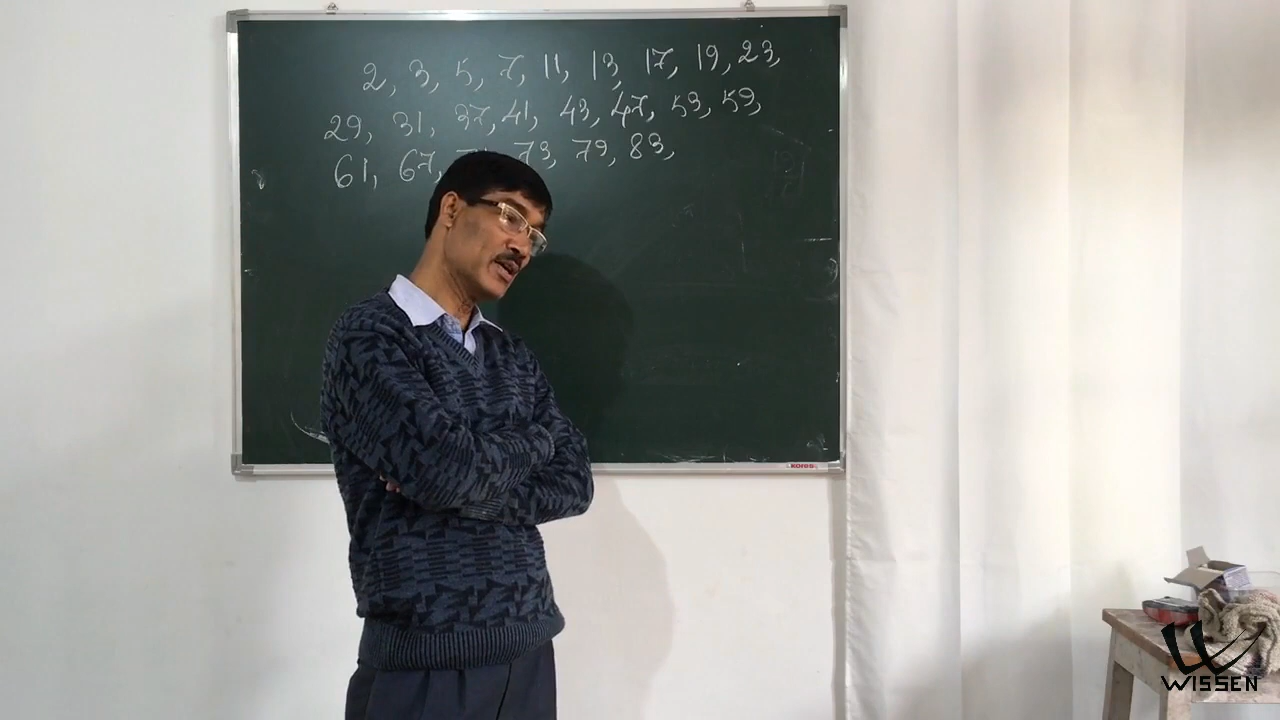 2, 3, 5, 7, 11, 13, 17, 19, 23,
29, 31, 37, 41, 43, 47, 53, 59,
61, 67, 73, 79, 83,
kores
WISSEN